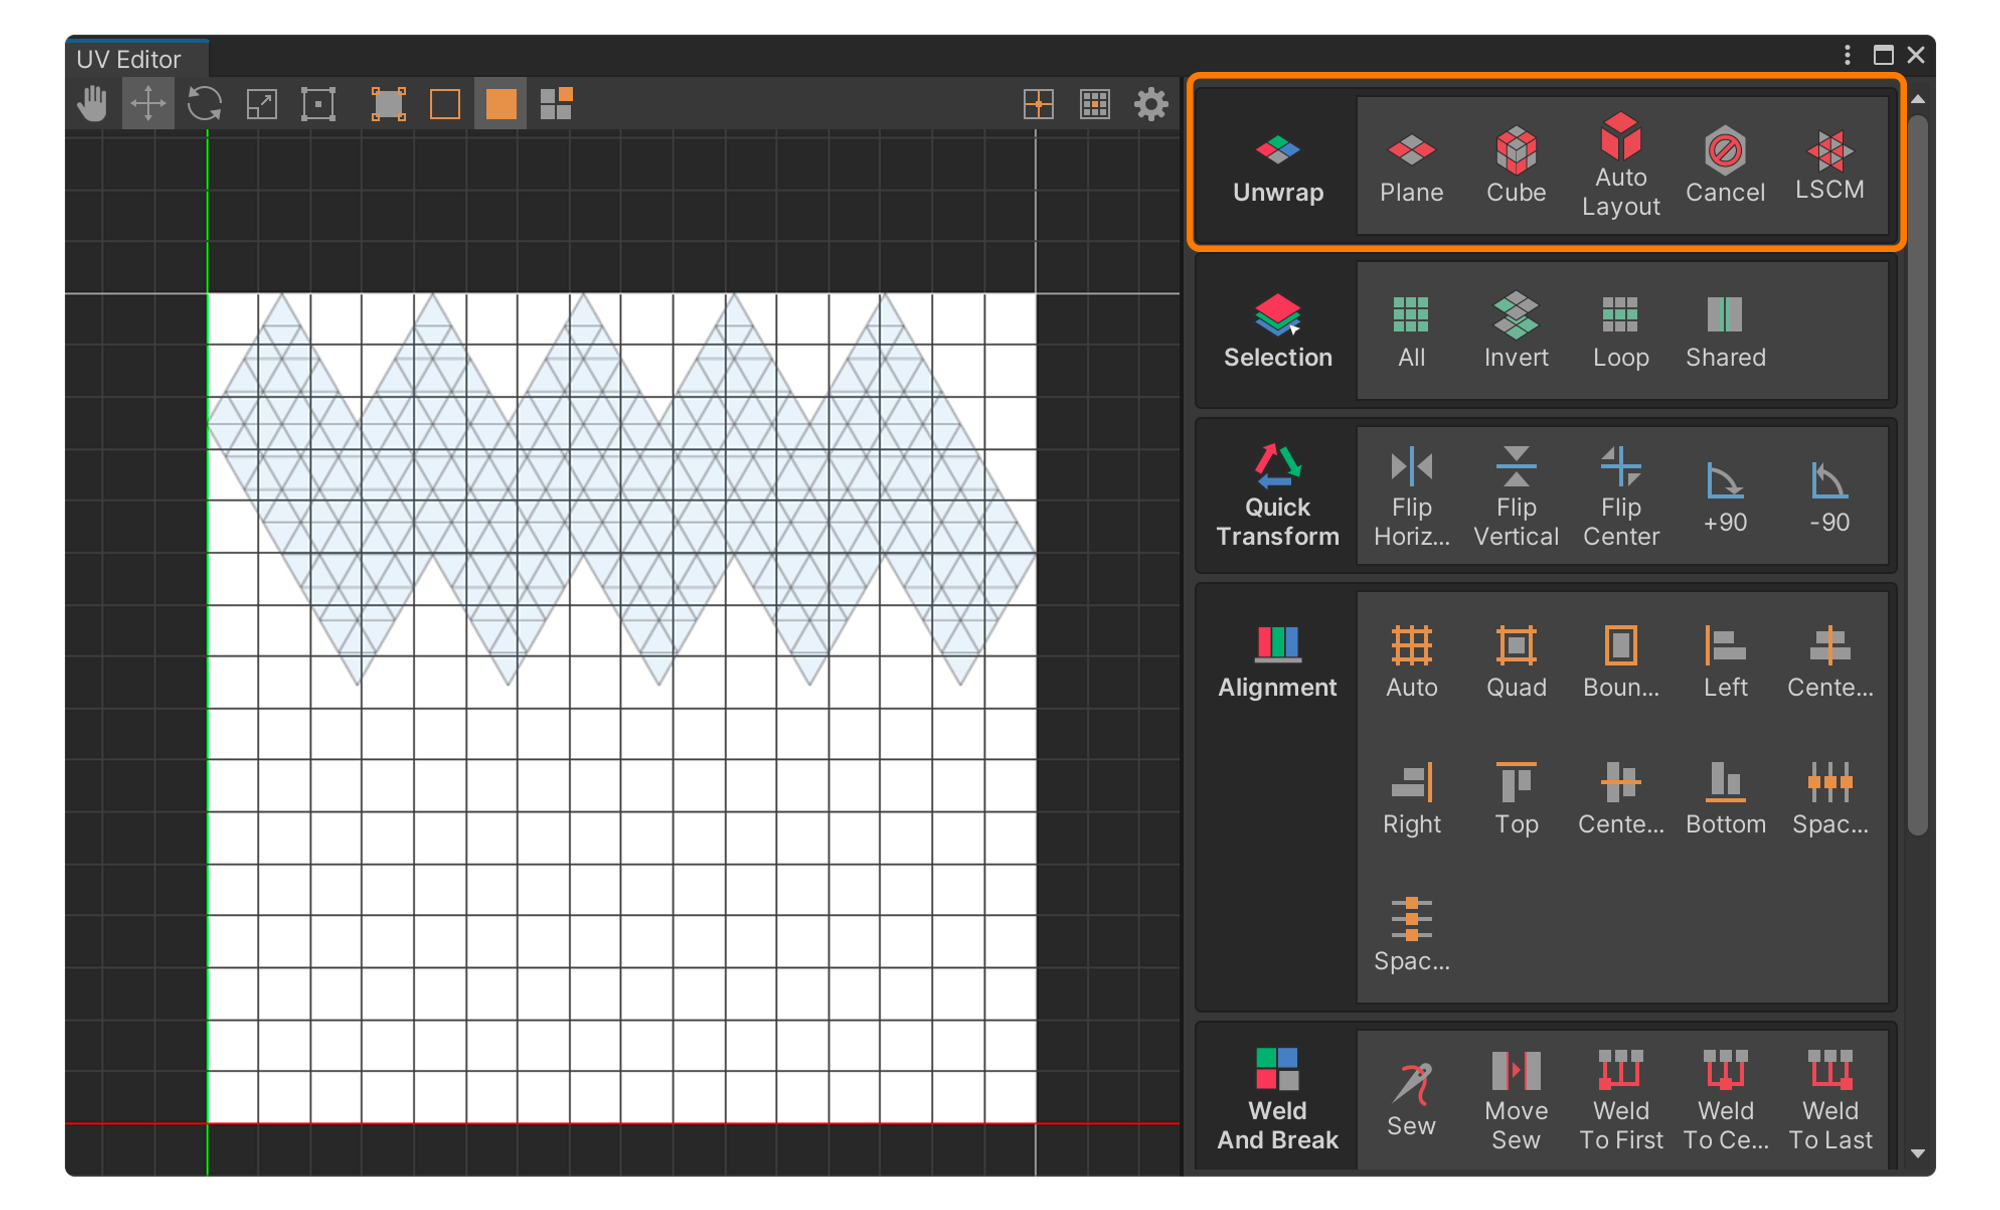 UV Editor
Unwrap
Plane
Cube
Auto
Layout
Cancel
LSCM
Selection
All
Invert
Loop
Shared
Quick
Transform
Flip
Horiz...
Flip
Vertical
Flip
Center
+90
-90
Alignment
Auto
Quad
Boun...
Left
Cente...
Right
Top
Cente...
Bottom
Spac...
Spac...
Weld
And Break
Sew
Move
Sew
Weld
To First
Weld
To Ce...
Weld
To Last